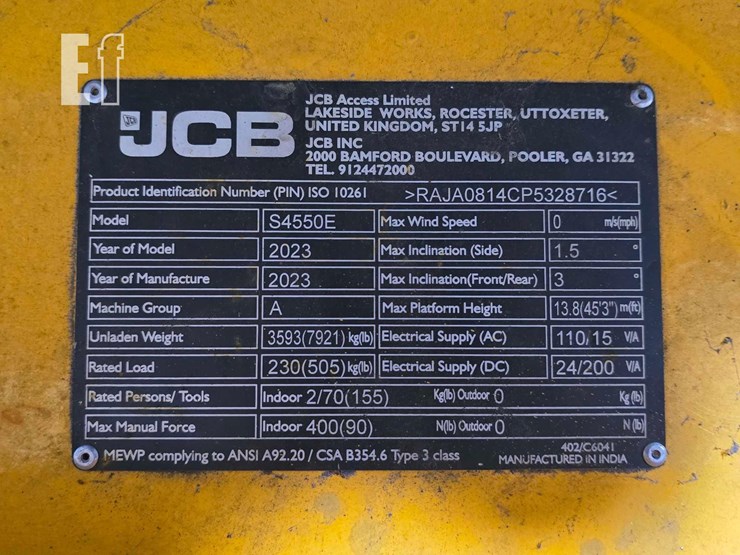 Ef
JCB
JCB Access Limited
LAKESIDE WORKS, ROCESTER, UTTOXETER,
UNITED KINGDOM, ST14 5JP
JCB INC
2000 BAMFORD BOULEVARD, POOLER, GA 31322
TEL. 9124472000
Product Identification Number (PIN) ISO 10261 >RAJA0814CP5328716<
Model S4550E Max Wind Speed 0 m/s(mph)
Year of Model 2023 Max Inclination (Side) 1.5 °
Year of Manufacture 2023 Max Inclination(Front/Rear) 3 °
Machine Group A Max Platform Height 13.8(45'3") m(ft)
Unladen Weight 3593(7921) kg(lb) Electrical Supply (AC) 110/15 V/A
Rated Load 230(505) kg(lb) Electrical Supply (DC) 24/200 V/A
Rated Persons/ Tools Indoor 2/70(155) Kg(lb) Outdoor 0 Kg (lb)
Max Manual Force Indoor 400(90) N(lb) Outdoor 0 N (lb)
MEWP complying to ANSI A92.20 / CSA B354.6 Type 3 class
402/C6041
MANUFACTURED IN INDIA